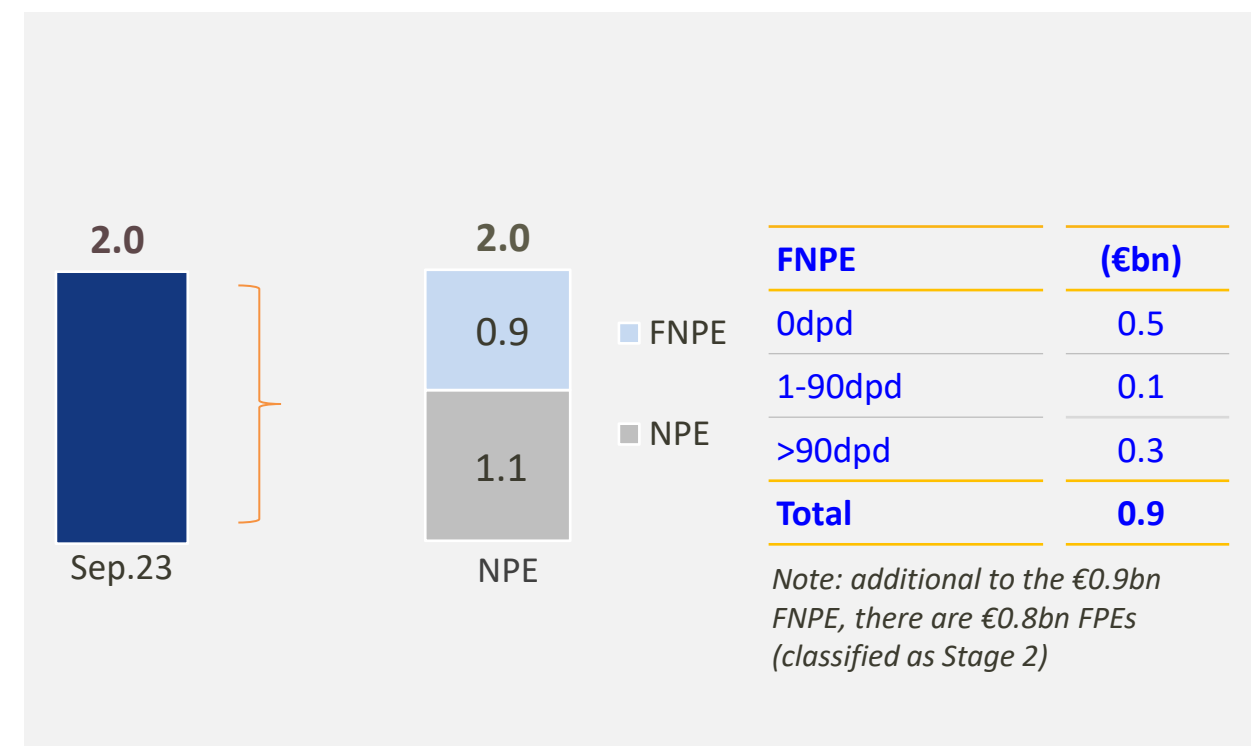 2.0
Sep.23
2.0
0.9
1.1
NPE
FNPE
NPE
FNPE (€bn)
0dpd 0.5
1-90dpd 0.1
>90dpd 0.3
Total 0.9
Note: additional to the €0.9bn
FNPE, there are €0.8bn FPEs
(classified as Stage 2)